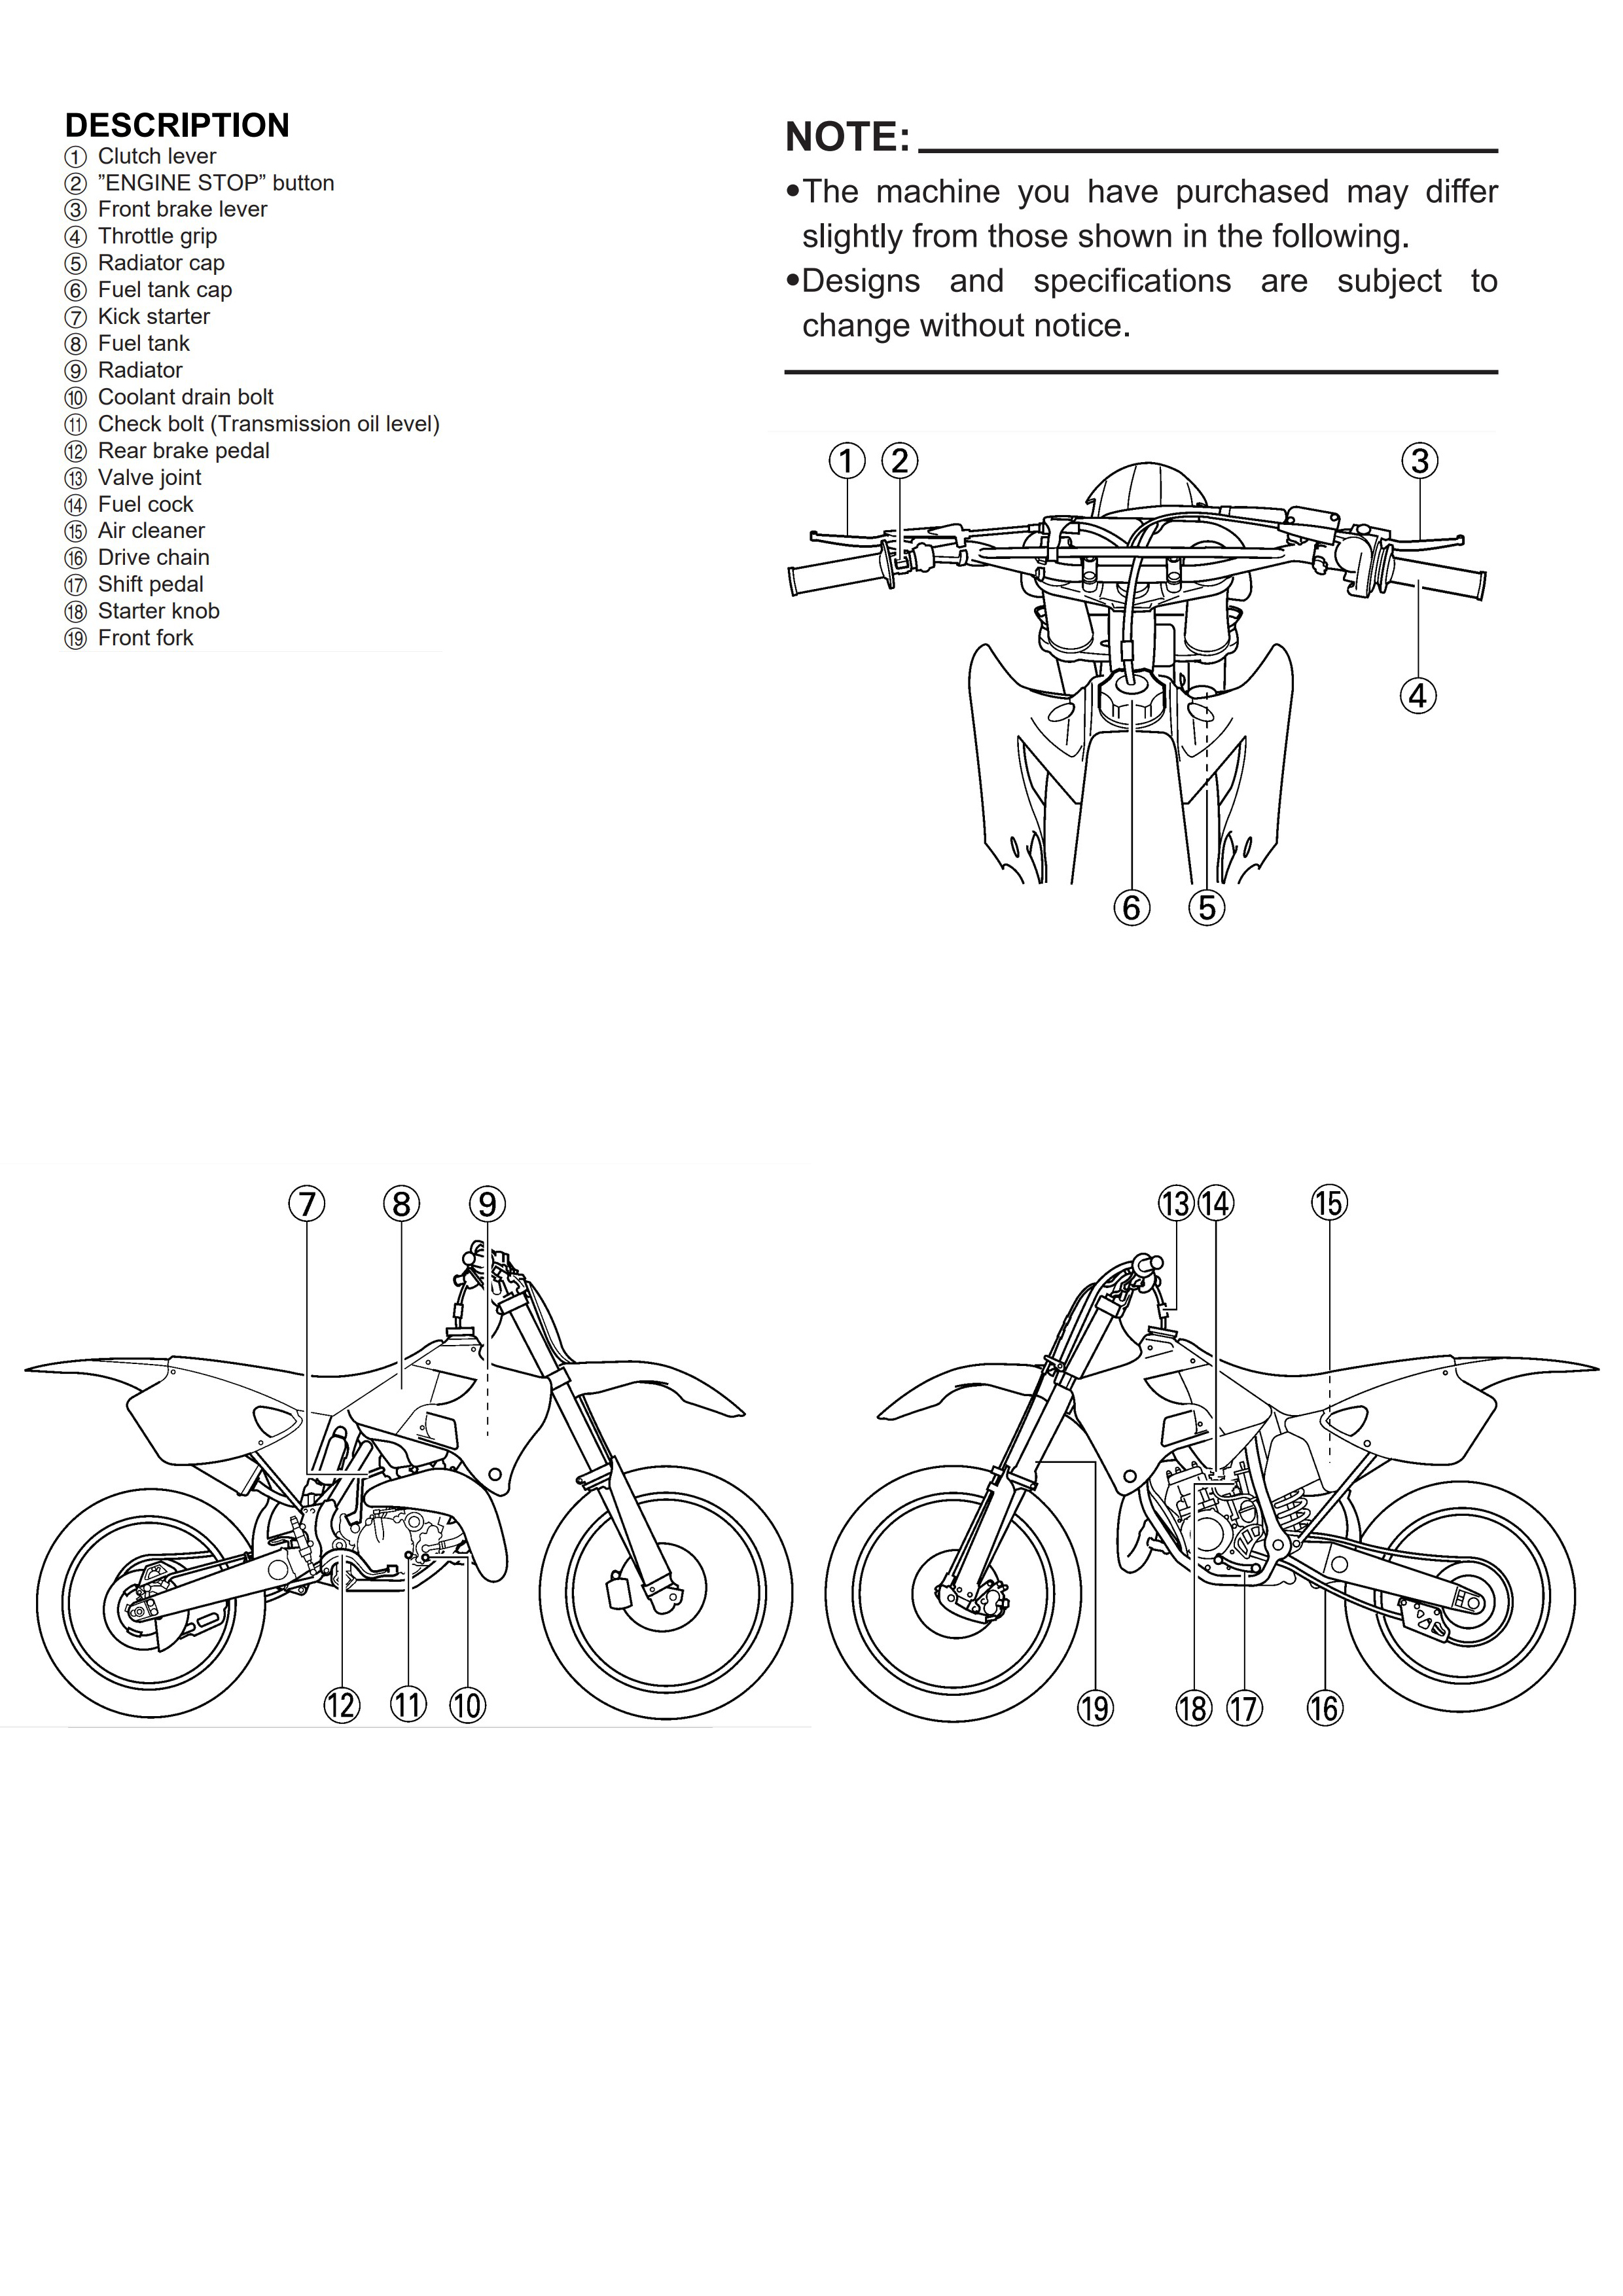 DESCRIPTION
① Clutch lever
② ”ENGINE STOP” button
③ Front brake lever
④ Throttle grip
⑤ Radiator cap
⑥ Fuel tank cap
⑦ Kick starter
⑧ Fuel tank
⑨ Radiator
⑩ Coolant drain bolt
⑪ Check bolt (Transmission oil level)
⑫ Rear brake pedal
⑬ Valve joint
⑭ Fuel cock
⑮ Air cleaner
⑯ Drive chain
⑰ Shift pedal
⑱ Starter knob
⑲ Front fork
NOTE:
•The machine you have purchased may differ
slightly from those shown in the following.
•Designs and specifications are subject to
change without notice.
① ② ③
④
⑥ ⑤
⑦ ⑧ ⑨
⑫ ⑪ ⑩
⑬ ⑭ ⑮
⑲ ⑱ ⑰ ⑯